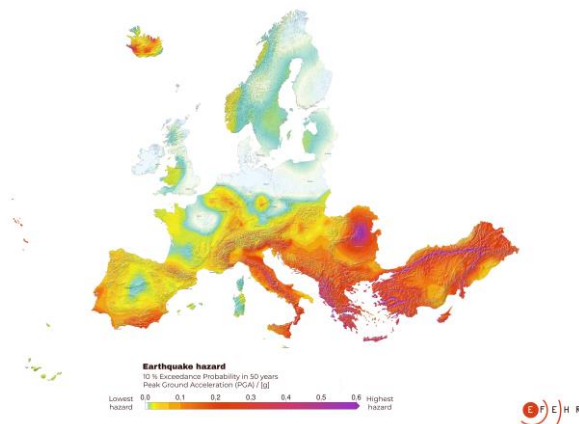 Earthquake hazard
10 % Exceedance Probability in 50 years
Peak Ground Acceleration (PGA) / [g]
Lowest hazard 0,0 0,1 0,2 0,3 0,4 0,5 0,6 Highest hazard
EFEHR